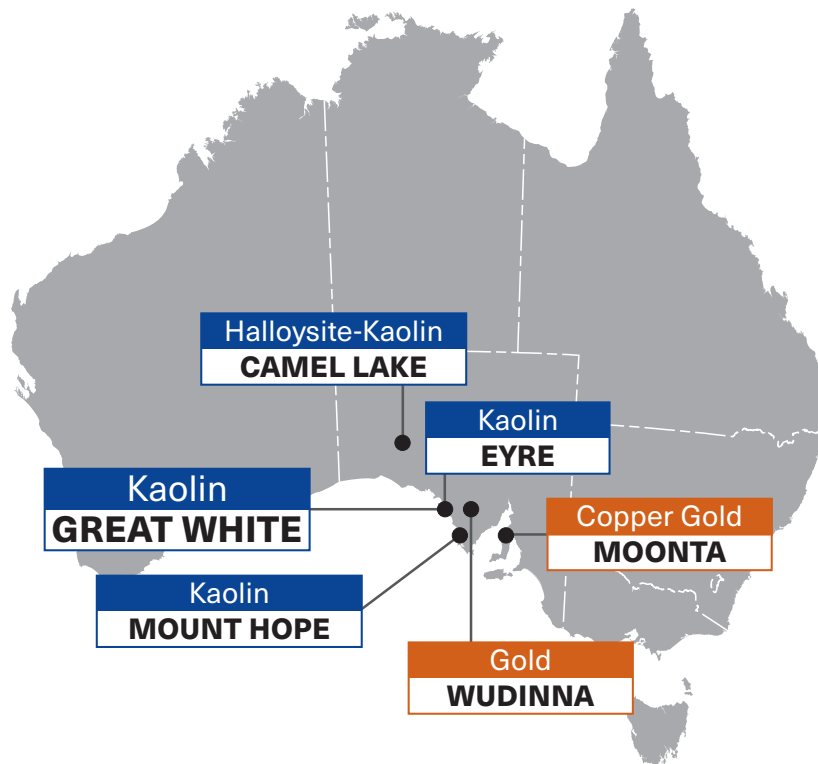 Halloysite-Kaolin
CAMEL LAKE
Kaolin
EYRE
Kaolin
GREAT WHITE
Copper Gold
MOONTA
Kaolin
MOUNT HOPE
Gold
WUDINNA